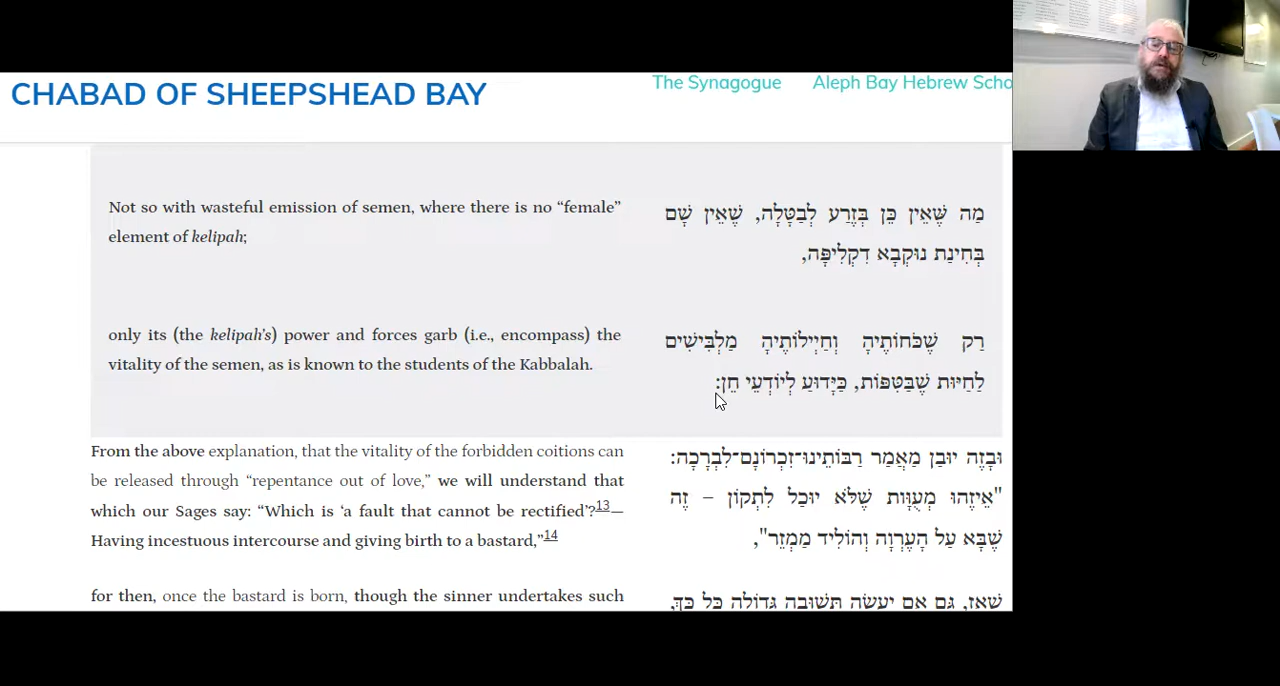 CHABAD OF SHEEPSHEAD BAY
The Synagogue Aleph Bay Hebrew Scho
Not so with wasteful emission of semen, where there is no “female”
element of kelipah;
מַה שֶּׁאֵין כֵּן בְּזֶרַע לְבַטָּלָה, שֶׁאֵין שָׁם
בְּחִינַת נוּקְבָא דִקְלִיפָּה,
only its (the kelipah’s) power and forces garb (i.e., encompass) the
vitality of the semen, as is known to the students of the Kabbalah.
רַק שֶׁכֹּחוֹתֶיהָ וְחַיְילוֹתֶיהָ מַלְבִּישִׁים
לַחַיּוּת שֶׁבַּטִּפּוֹת, כַּיָּדוּעַ לְיוֹדְעֵי חֵן:
From the above explanation, that the vitality of the forbidden coitions can
be released through “repentance out of love,” we will understand that
which our Sages say: “Which is ‘a fault that cannot be rectified’?13—
Having incestuous intercourse and giving birth to a bastard,”14
וּבָזֶה יוּבַן מַאֲמַר רַבּוֹתֵינוּ־זִכְרוֹנָם־לִבְרָכָה:
"אֵיזֶהוּ מְעֻוָּות שֶׁלֹּא יוּכַל לִתְקוֹן – זֶה
שֶׁבָּא עַל הָעֶרְוָה וְהוֹלִיד מַמְזֵר",
for then, once the bastard is born, though the sinner undertakes such
שֶׁאָז, גַּם אִם יַעֲשֶׂה תְּשׁוּבָה גְּדוֹלָה כָּל כָּךְ,